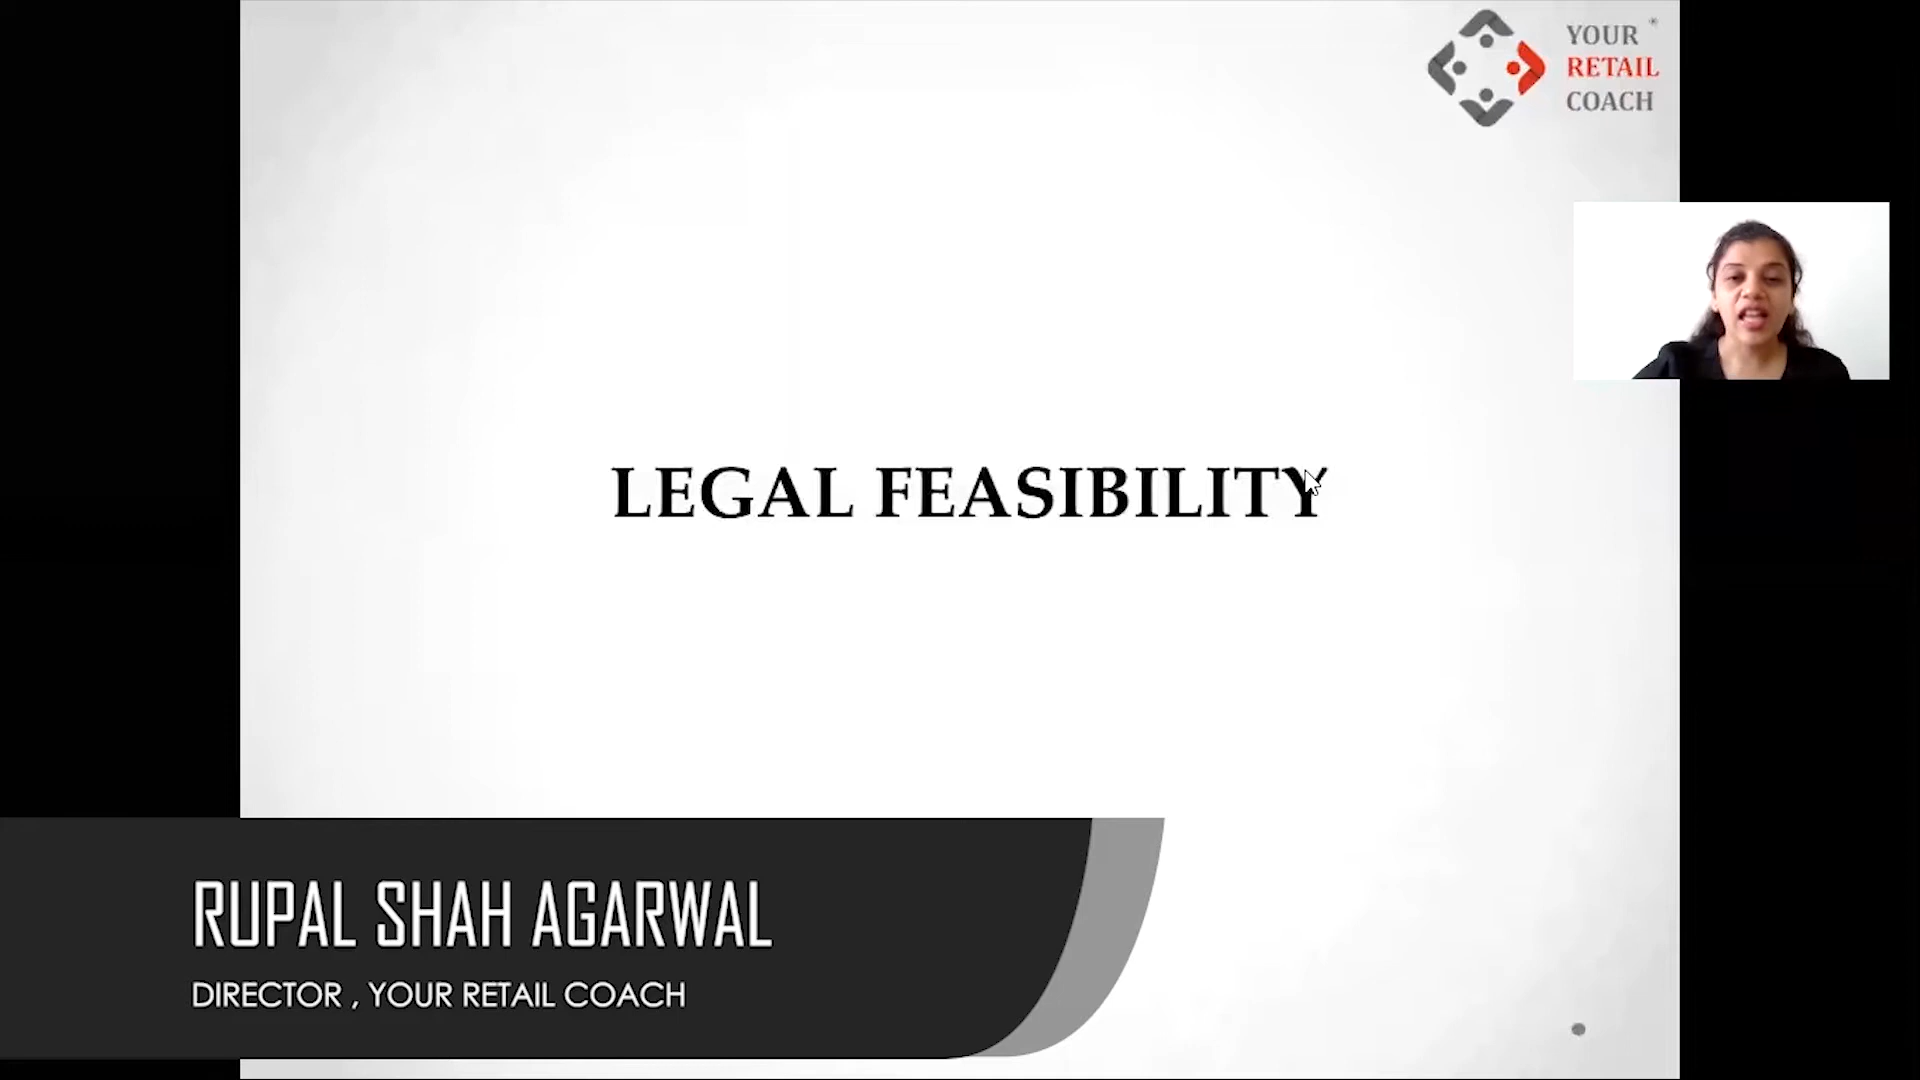 YOUR
RETAIL
COACH
LEGAL FEASIBILITY
RUPAL SHAH AGARWAL
DIRECTOR , YOUR RETAIL COACH